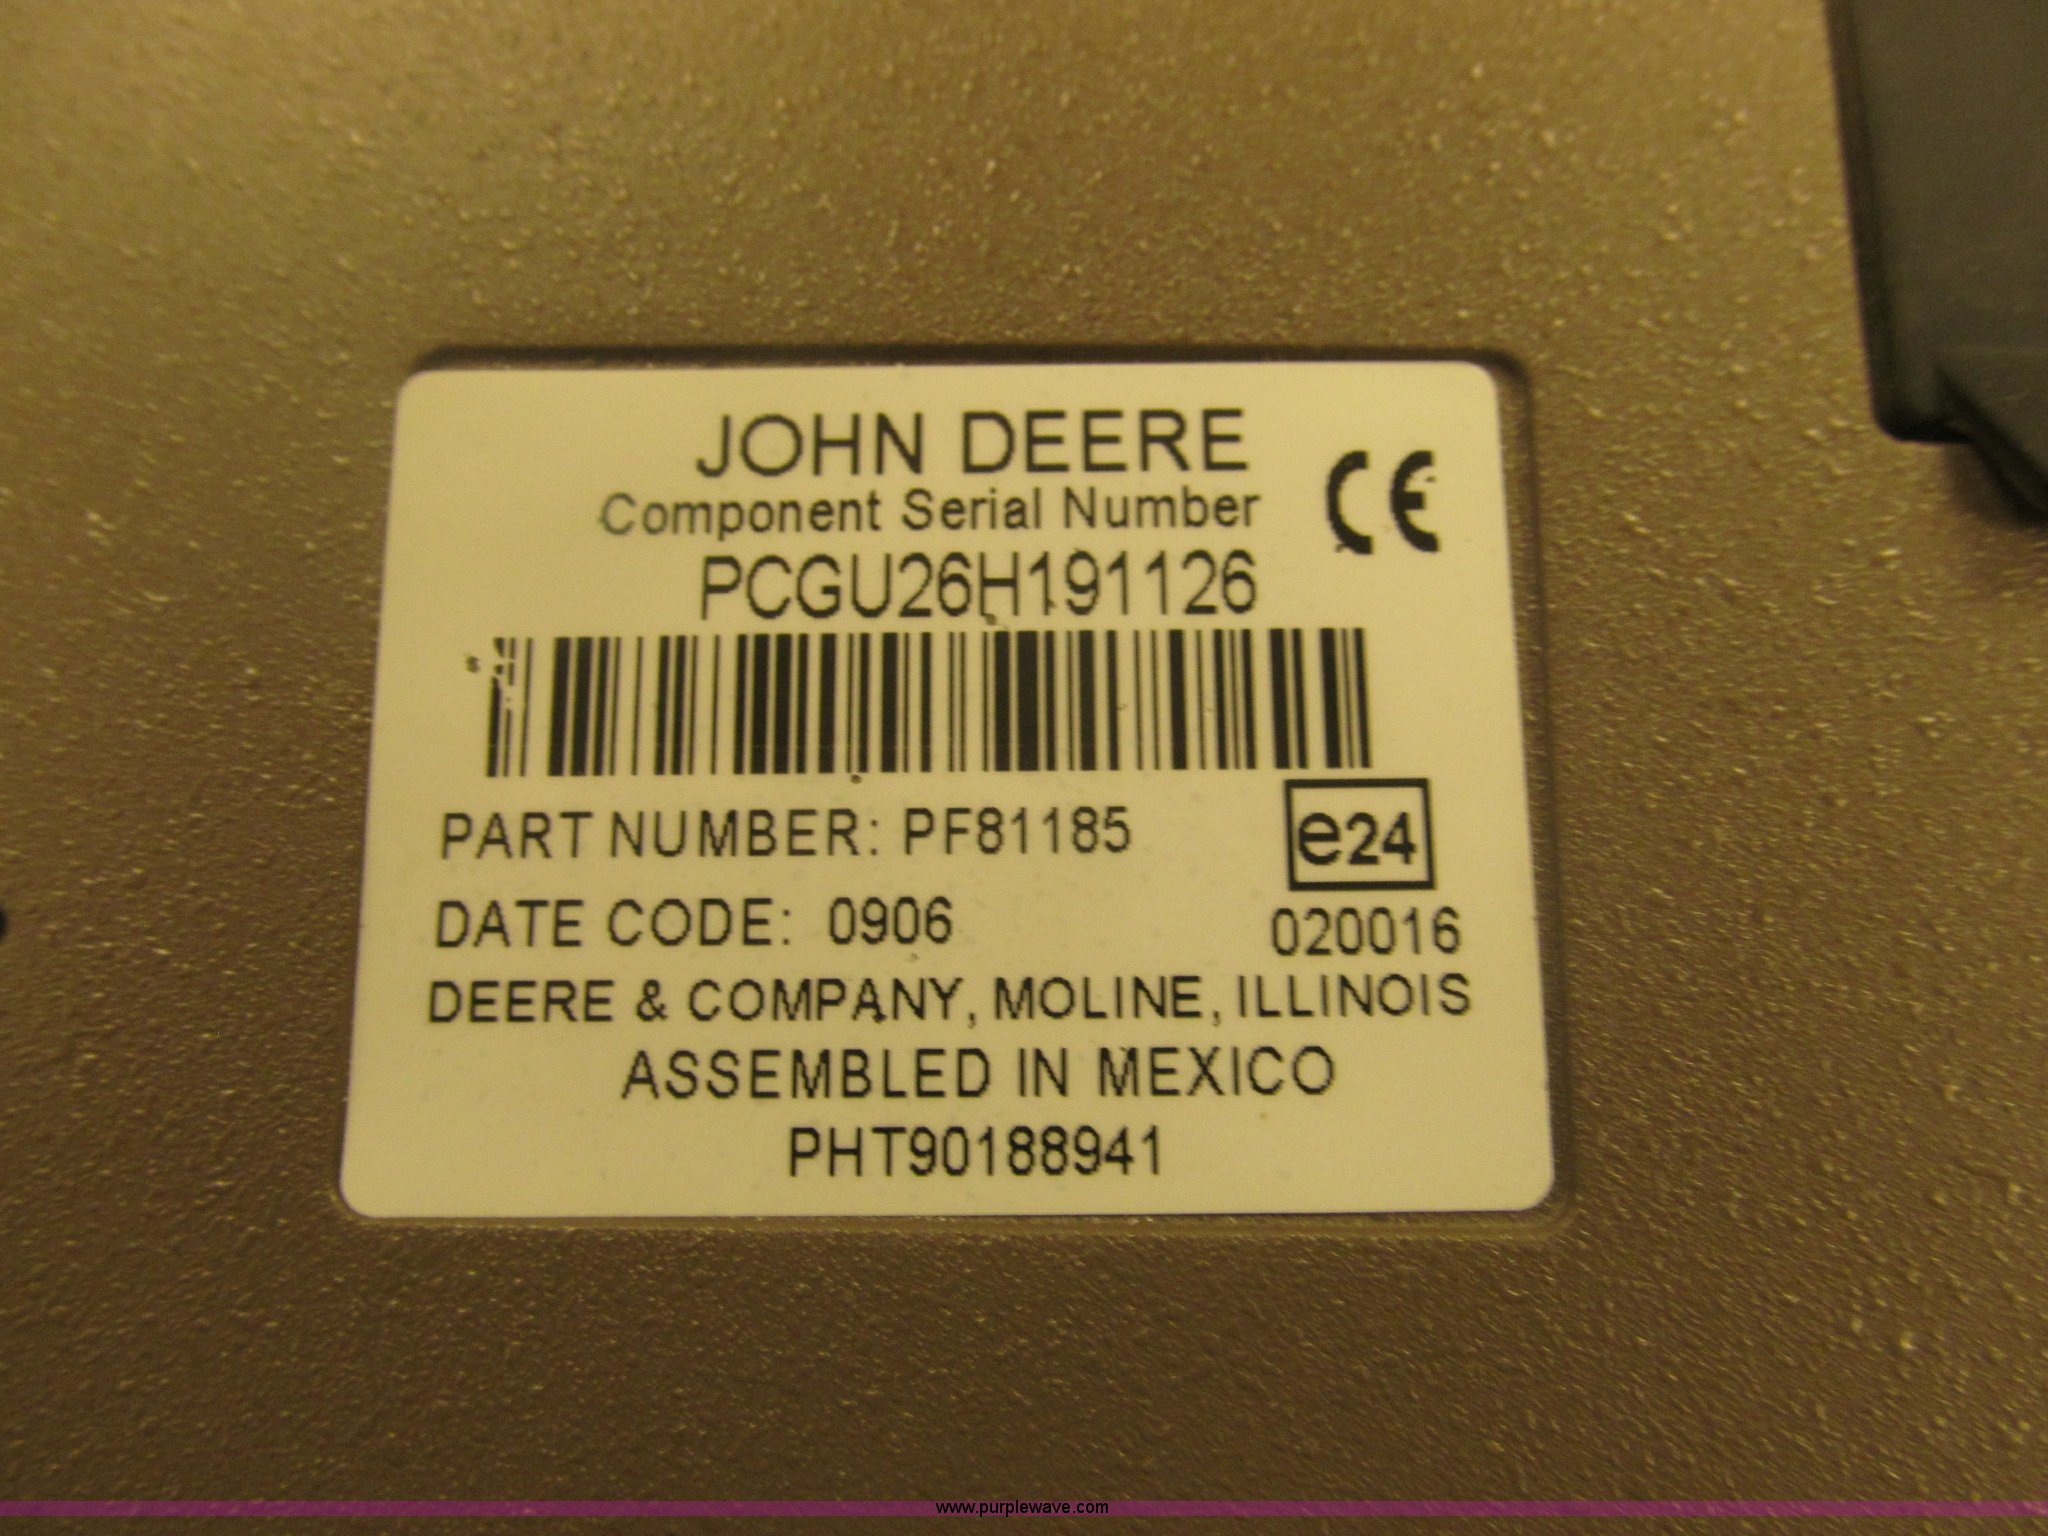 JOHN DEERE
Component Serial Number
CE
PCGU26H191126
PART NUMBER: PF81185
e24
DATE CODE: 0906
020016
DEERE & COMPANY, MOLINE, ILLINOIS
ASSEMBLED IN MEXICO
PHT90188941
www.purplewave.com